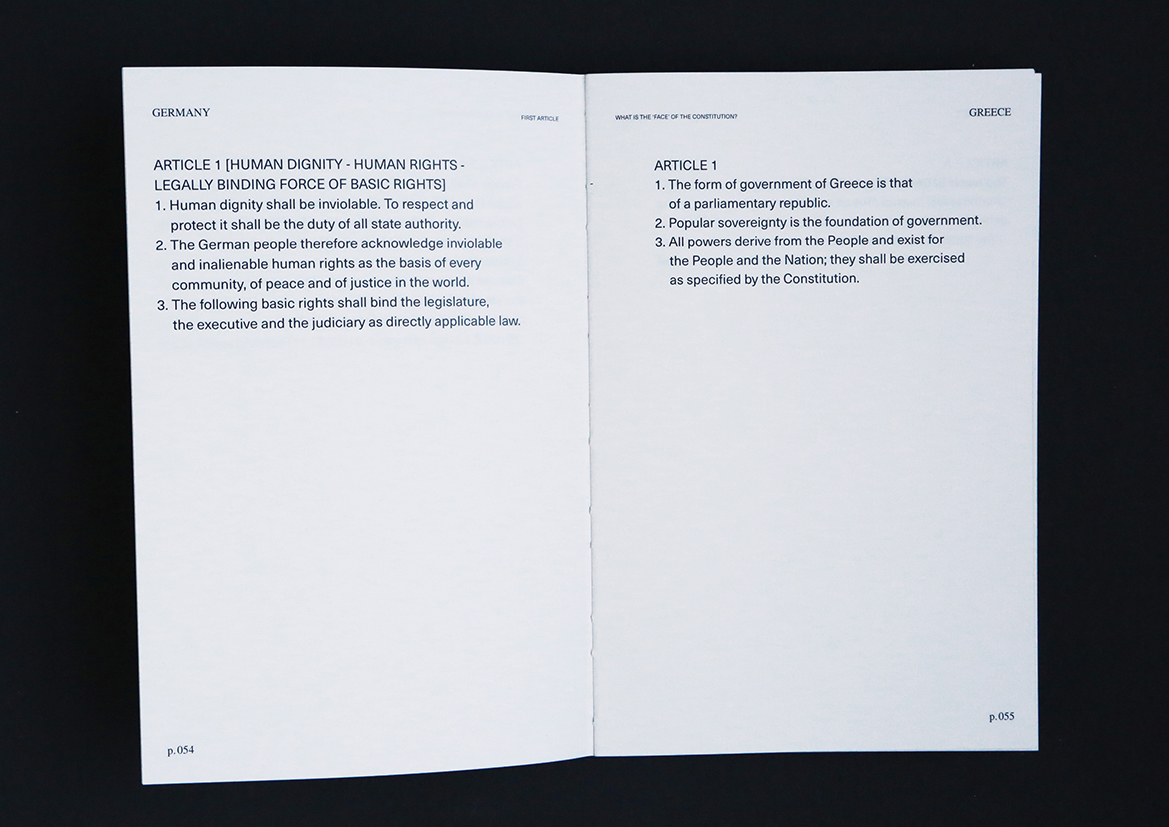 GERMANY
FIRST ARTICLE
ARTICLE 1 [HUMAN DIGNITY - HUMAN RIGHTS -
LEGALLY BINDING FORCE OF BASIC RIGHTS]
1. Human dignity shall be inviolable. To respect and
protect it shall be the duty of all state authority.
2. The German people therefore acknowledge inviolable
and inalienable human rights as the basis of every
community, of peace and of justice in the world.
3. The following basic rights shall bind the legislature,
the executive and the judiciary as directly applicable law.
p.054
WHAT IS THE 'FACE' OF THE CONSTITUTION?
GREECE
ARTICLE 1
1. The form of government of Greece is that
of a parliamentary republic.
2. Popular sovereignty is the foundation of government.
3. All powers derive from the People and exist for
the People and the Nation; they shall be exercised
as specified by the Constitution.
p.055